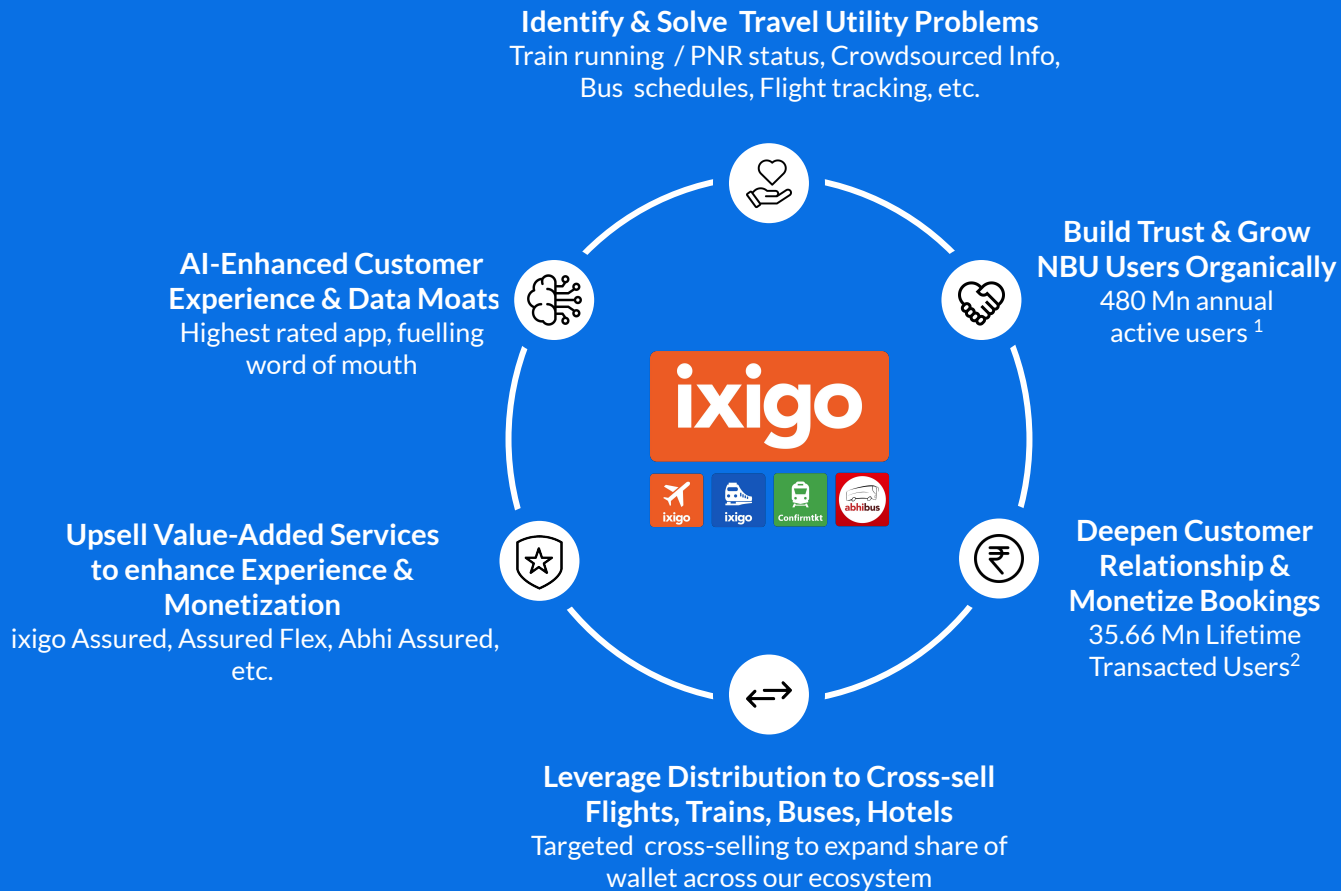 Identify & Solve Travel Utility Problems
Train running / PNR status, Crowdsourced Info,
Bus schedules, Flight tracking, etc.
Build Trust & Grow
NBU Users Organically
480 Mn annual
active users 1
Deepen Customer
Relationship &
Monetize Bookings
35.66 Mn Lifetime
Transacted Users2
Leverage Distribution to Cross-sell
Flights, Trains, Buses, Hotels
Targeted cross-selling to expand share of
wallet across our ecosystem
Upsell Value-Added Services
to enhance Experience &
Monetization
ixigo Assured, Assured Flex, Abhi Assured,
etc.
AI-Enhanced Customer
Experience & Data Moats
Highest rated app, fuelling
word of mouth
ixigo
ixigo
ixigo
Confirmtkt
abhibus
₹